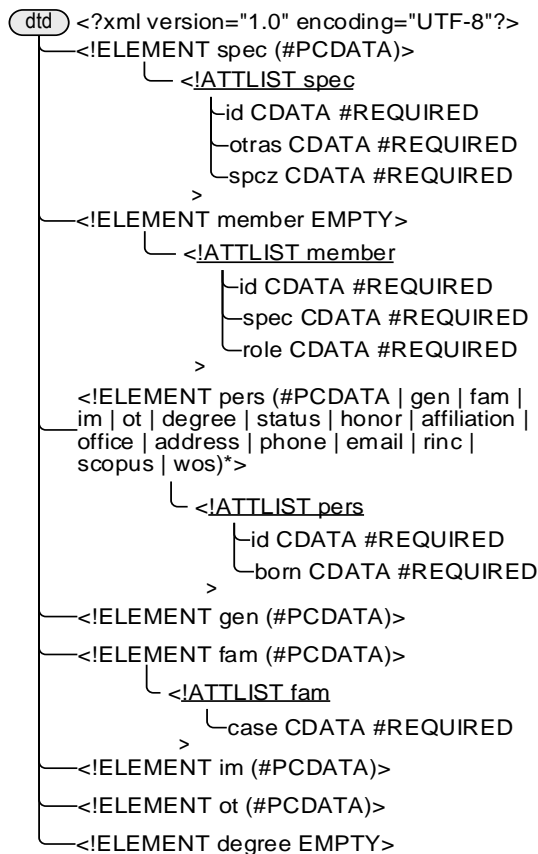 dtd <?xml version="1.0" encoding="UTF-8"?>
<!ELEMENT spec (#PCDATA)>
<!ATTLIST spec
id CDATA #REQUIRED
otras CDATA #REQUIRED
spcz CDATA #REQUIRED
>
<!ELEMENT member EMPTY>
<!ATTLIST member
id CDATA #REQUIRED
spec CDATA #REQUIRED
role CDATA #REQUIRED
>
<!ELEMENT pers (#PCDATA | gen | fam |
im | ot | degree | status | honor | affiliation |
office | address | phone | email | rinc |
scopus | wos)*>
<!ATTLIST pers
id CDATA #REQUIRED
born CDATA #REQUIRED
>
<!ELEMENT gen (#PCDATA)>
<!ELEMENT fam (#PCDATA)>
<!ATTLIST fam
case CDATA #REQUIRED
>
<!ELEMENT im (#PCDATA)>
<!ELEMENT ot (#PCDATA)>
<!ELEMENT degree EMPTY>